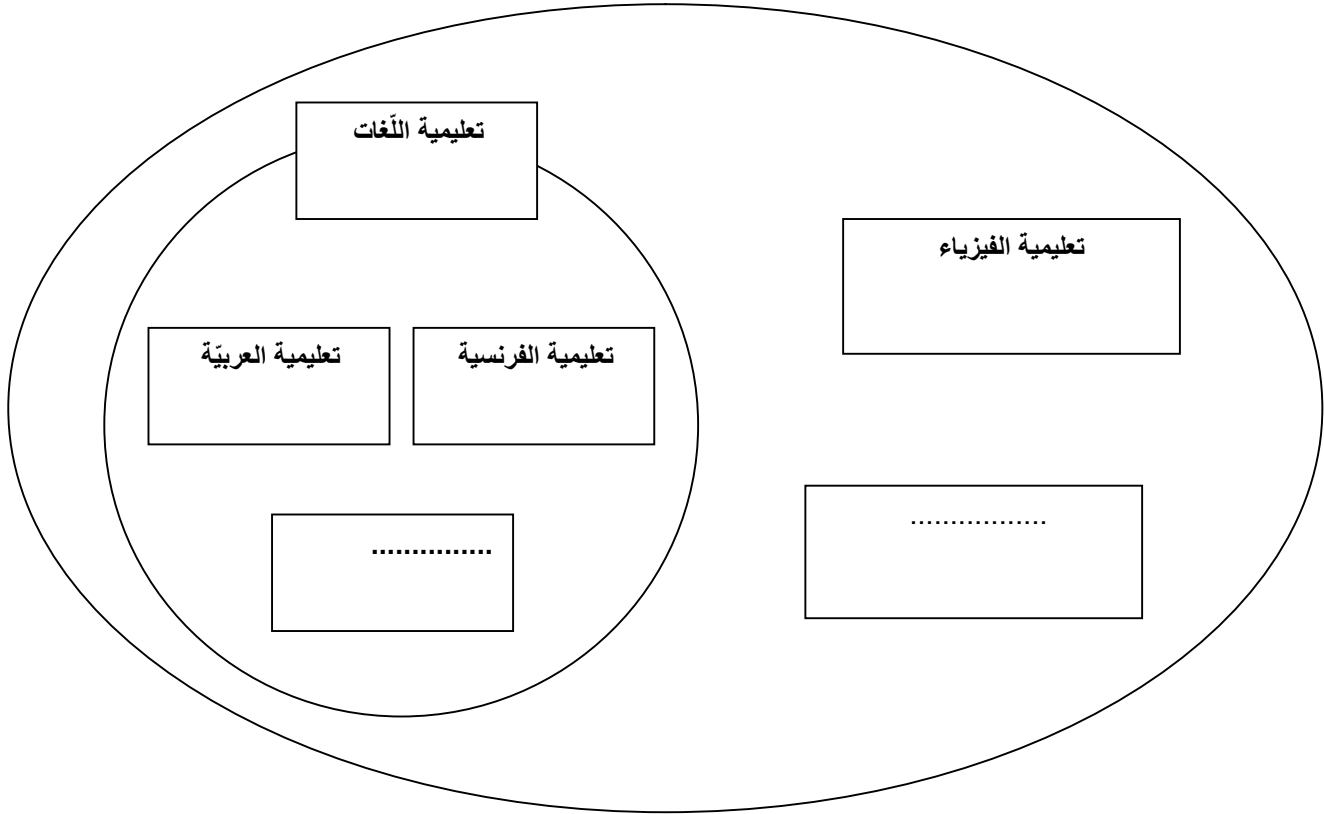 تعليمية اللّغات
تعليمية الفيزياء
تعليمية العربيّة
تعليمية الفرنسية
.................
...............